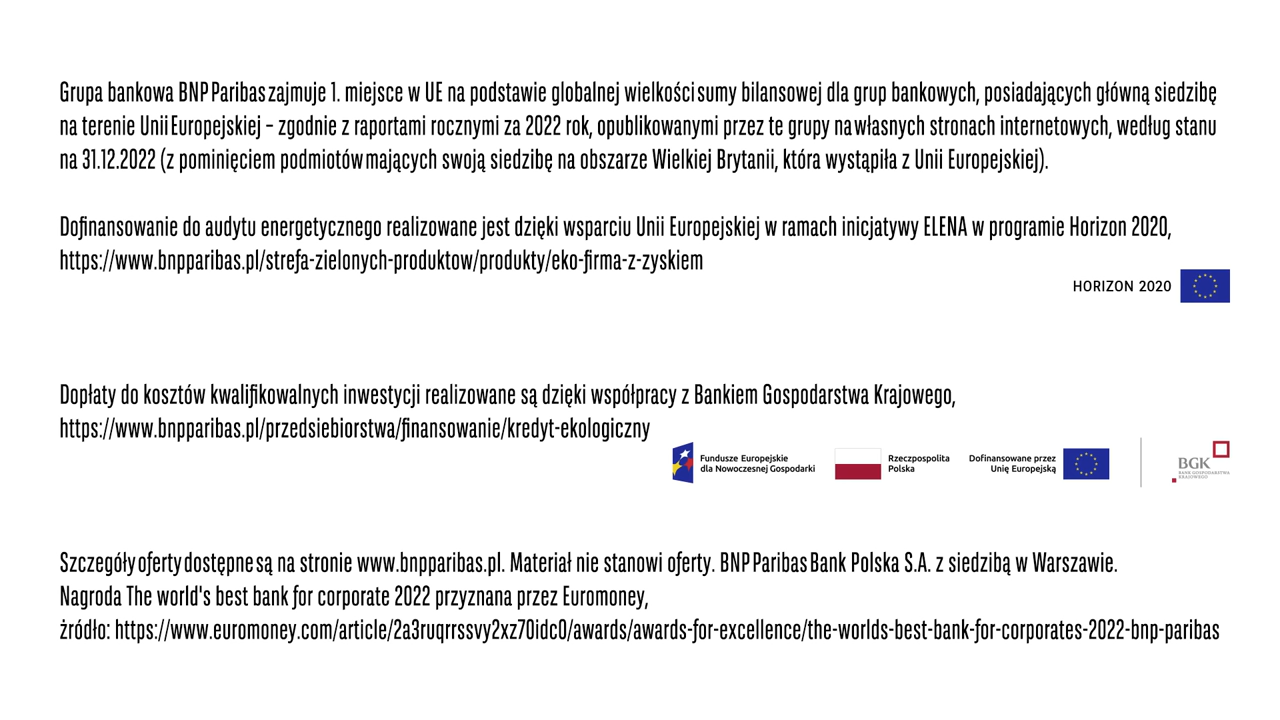 Grupa bankowa BNP Paribas zajmuje 1. miejsce w UE na podstawie globalnej wielkości sumy bilansowej dla grup bankowych, posiadających główną siedzibę
na terenie Unii Europejskiej – zgodnie z raportami rocznymi za 2022 rok, opublikowanymi przez te grupy na własnych stronach internetowych, według stanu
na 31.12.2022 (z pominięciem podmiotów mających swoją siedzibę na obszarze Wielkiej Brytanii, która wystąpiła z Unii Europejskiej).
Dofinansowanie do audytu energetycznego realizowane jest dzięki wsparciu Unii Europejskiej w ramach inicjatywy ELENA w programie Horizon 2020,
https://www.bnpparibas.pl/strefa-zielonych-produktow/produkty/eko-firma-z-zyskiem
HORIZON 2020
Dopłaty do kosztów kwalifikowalnych inwestycji realizowane są dzięki współpracy z Bankiem Gospodarstwa Krajowego,
https://www.bnpparibas.pl/przedsiebiorstwa/finansowanie/kredyt-ekologiczny
Fundusze Europejskie
dla Nowoczesnej Gospodarki
Rzeczpospolita
Polska
Dofinansowane przez
Unię Europejską
BGK
BANK GOSPODARSTWA
KRAJOWEGO
Szczegóły oferty dostępne są na stronie www.bnpparibas.pl. Materiał nie stanowi oferty. BNP Paribas Bank Polska S.A. z siedzibą w Warszawie.
Nagroda The world's best bank for corporate 2022 przyznana przez Euromoney,
źródło: https://www.euromoney.com/article/2a3ruqrrssvy2xz70idc0/awards/awards-for-excellence/the-worlds-best-bank-for-corporates-2022-bnp-paribas